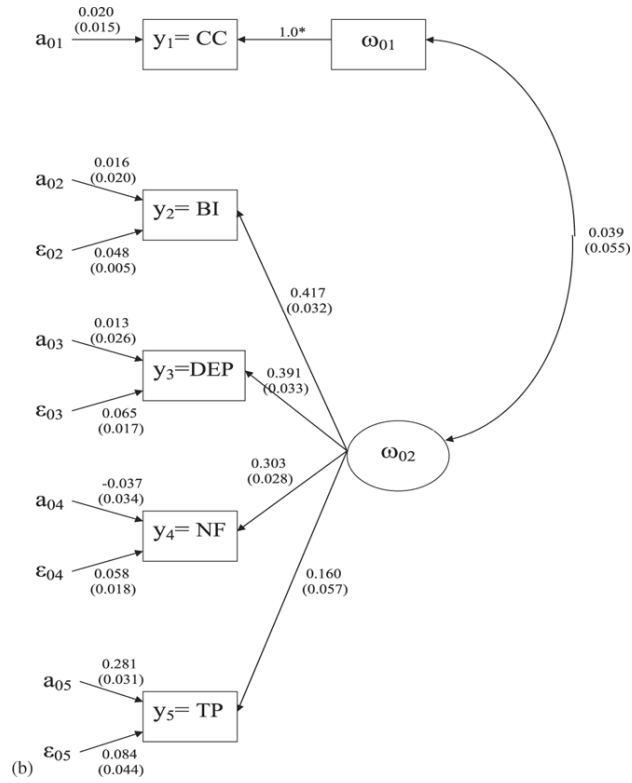 0.020
(0.015)
a₀₁
y₁= CC
1.0*
ω₀₁
0.016
(0.020)
a₀₂
y₂= BI
ε₀₂
0.048
(0.005)
0.039
(0.055)
0.417
(0.032)
0.013
(0.026)
a₀₃
y₃=DEP
0.391
(0.033)
ε₀₃
0.065
(0.017)
ω₀₂
-0.037
(0.034)
a₀₄
0.303
(0.028)
y₄= NF
ε₀₄
0.058
(0.018)
0.160
(0.057)
0.281
(0.031)
a₀₅
y₅= TP
ε₀₅
0.084
(0.044)
(b)